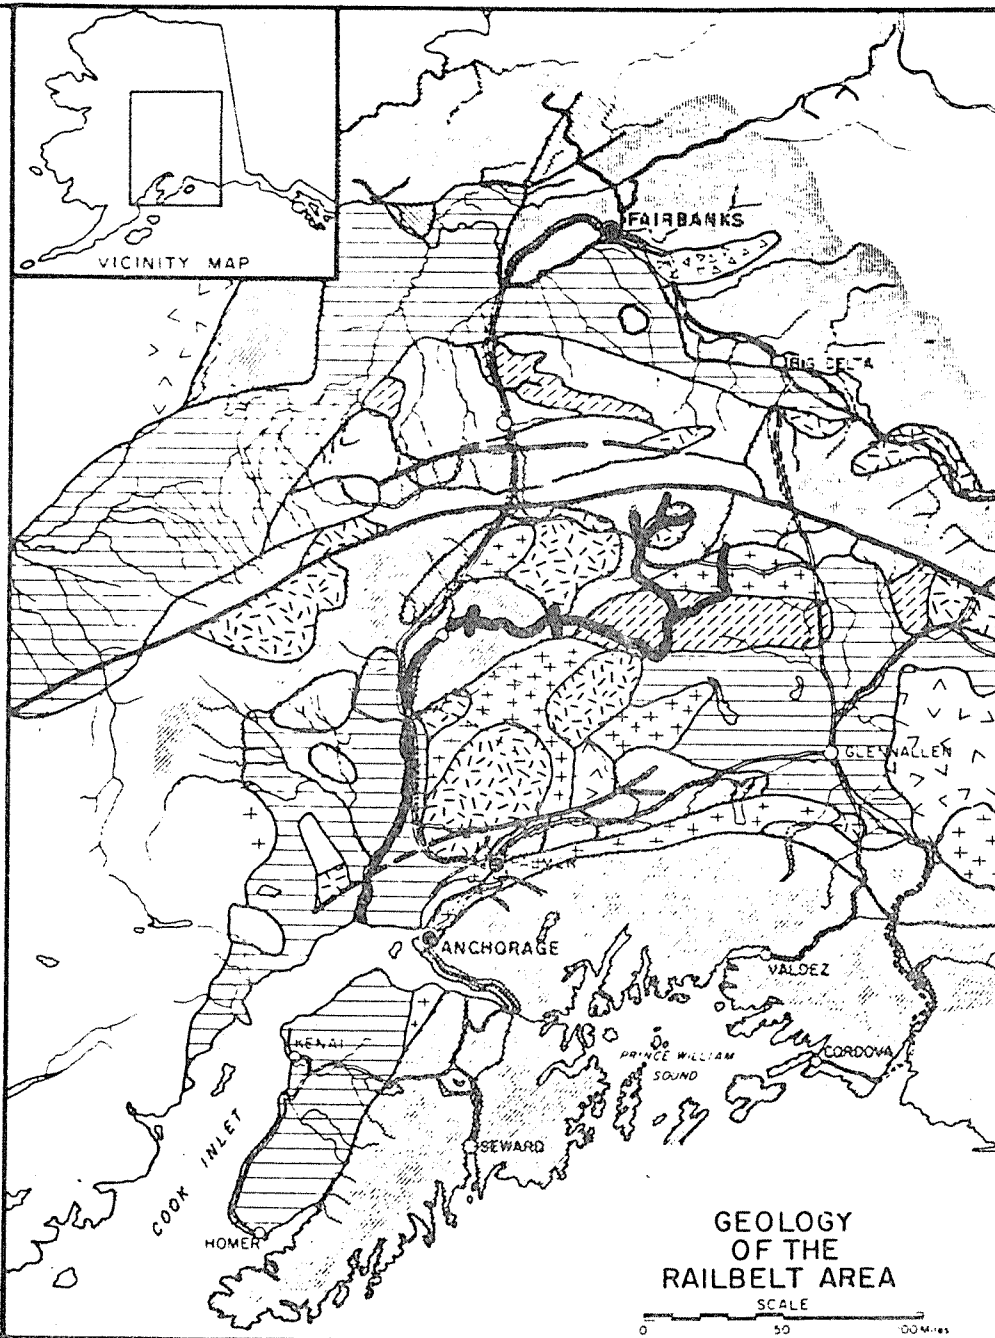 VICINITY MAP
FAIRBANKS
BIG DELTA
GLENNALLEN
ANCHORAGE
VALDEZ
KENAI
PRINCE WILLIAM
SOUND
CORDOVA
COOK INLET
SEWARD
HOMER
GEOLOGY
OF THE
RAILBELT AREA
SCALE
0 50 100 Miles